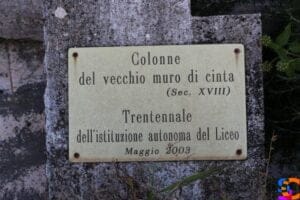 Colonne
del vecchio muro di cinta
(Sec. XVIII)
Trentennale
dell'istituzione autonoma del Liceo
Maggio 2003